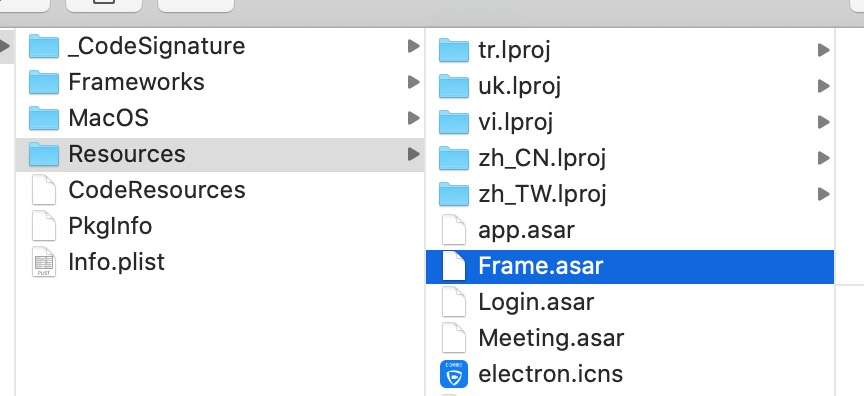 _CodeSignature
Frameworks
MacOS
Resources
CodeResources
PkgInfo
Info.plist
tr.lproj
uk.lproj
vi.lproj
zh_CN.lproj
zh_TW.lproj
app.asar
Frame.asar
Login.asar
Meeting.asar
electron.icns
PLIST